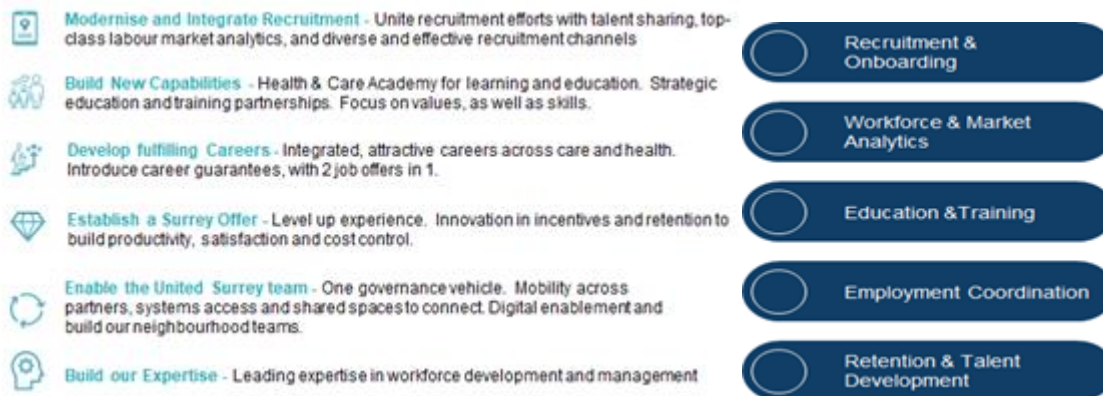 Modernise and Integrate Recruitment - Unite recruitment efforts with talent sharing, top-
class labour market analytics, and diverse and effective recruitment channels
Build New Capabilities - Health & Care Academy for learning and education. Strategic
education and training partnerships. Focus on values, as well as skills.
Develop fulfilling Careers - Integrated, attractive careers across care and health.
Introduce career guarantees, with 2 job offers in 1.
Establish a Surrey Offer - Level up experience. Innovation in incentives and retention to
build productivity, satisfaction and cost control.
Enable the United Surrey team - One governance vehicle. Mobility across
partners, systems access and shared spaces to connect. Digital enablement and
build our neighbourhood teams.
Build our Expertise - Leading expertise in workforce development and management
Recruitment &
Onboarding
Workforce & Market
Analytics
Education &Training
Employment Coordination
Retention & Talent
Development